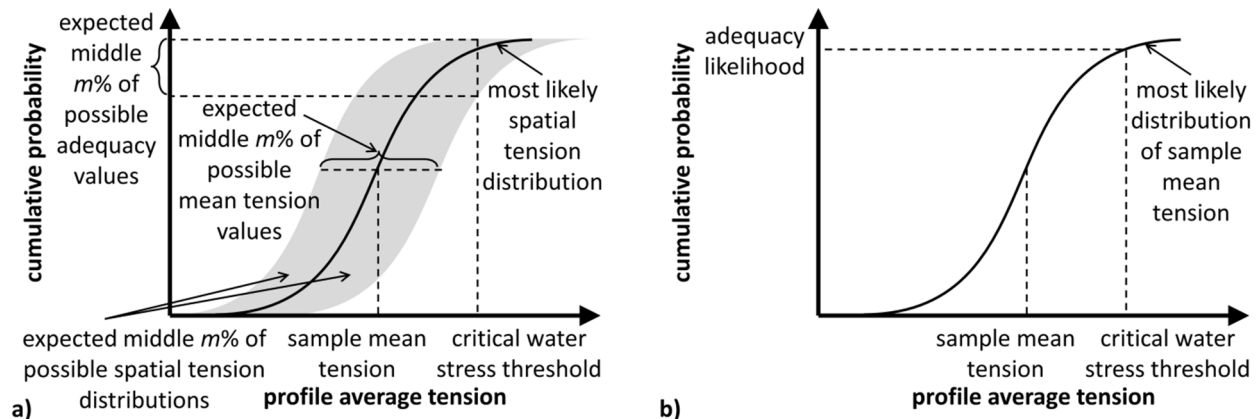 cumulative probability
expected
middle
m% of
possible
adequacy
values
expected
middle m% of
possible
mean tension
values
most likely
spatial
tension
distribution
expected middle m% of
possible spatial tension
distributions
sample mean
tension
critical water
stress threshold
profile average tension
a)
cumulative probability
adequacy
likelihood
most likely
distribution
of sample
mean
tension
sample mean
tension
critical water
stress threshold
profile average tension
b)